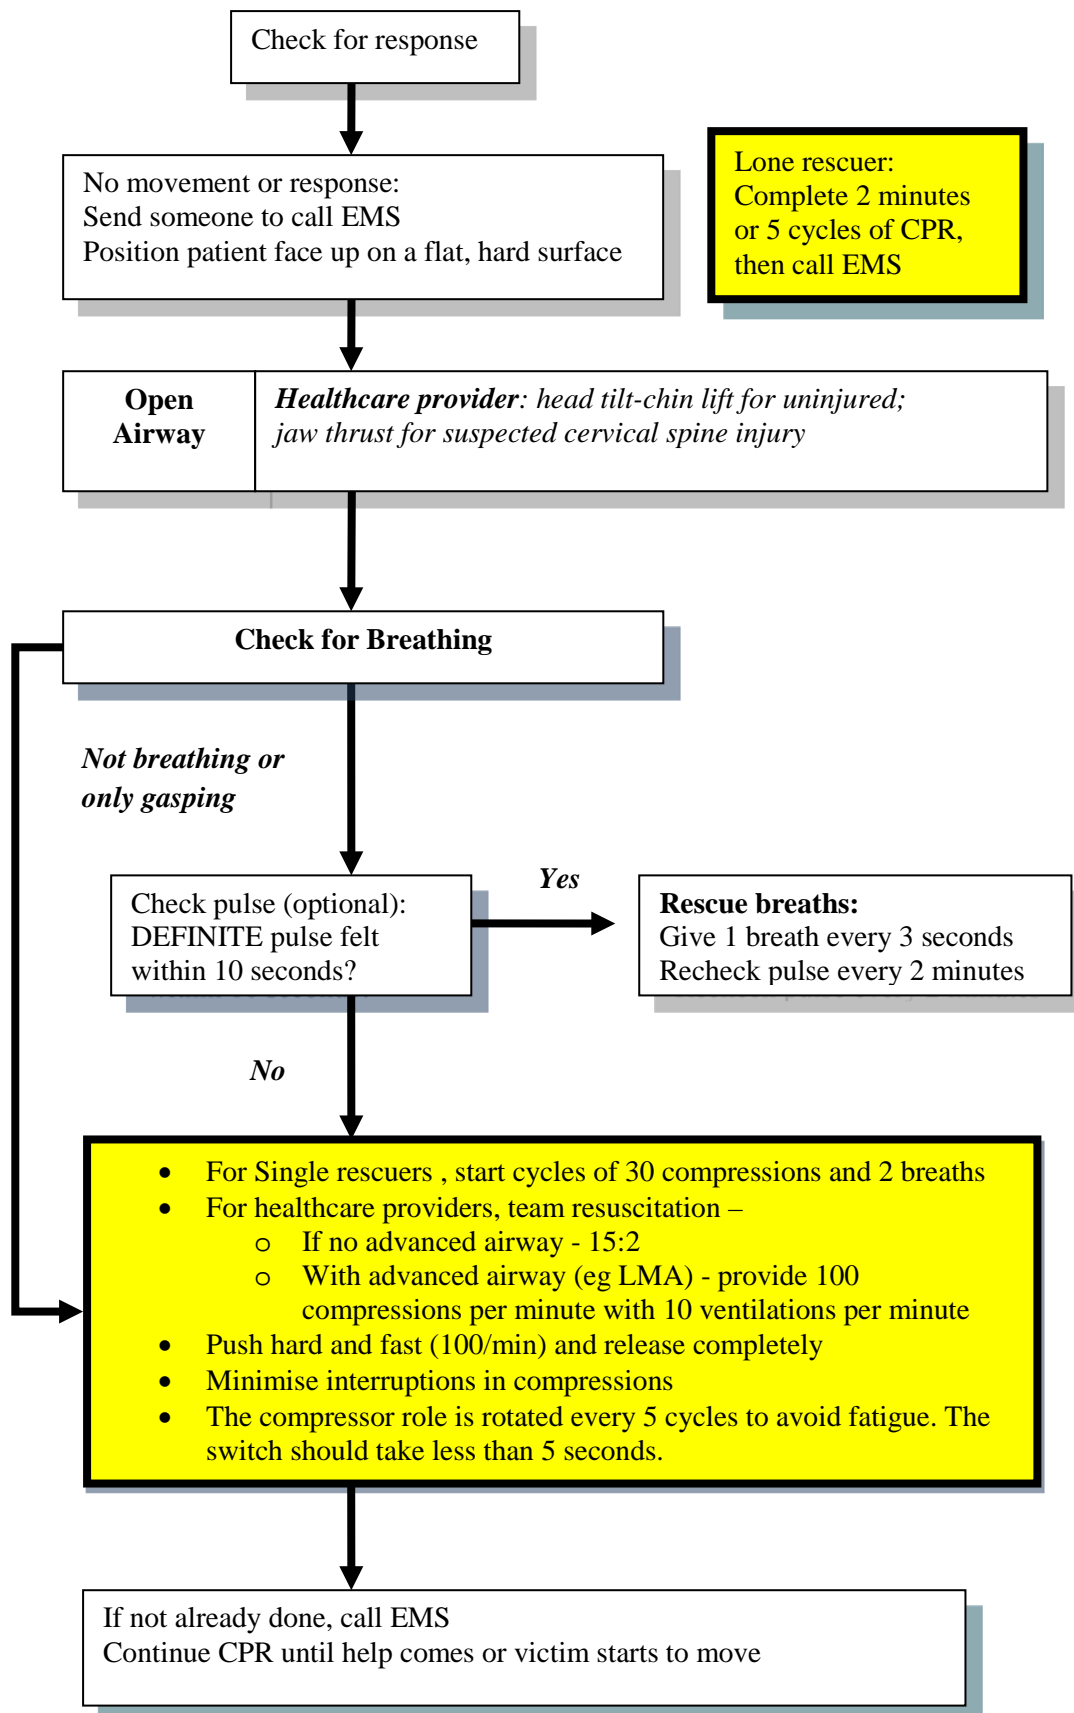 Check for response
No movement or response:
Send someone to call EMS
Position patient face up on a flat, hard surface
Lone rescuer:
Complete 2 minutes
or 5 cycles of CPR,
then call EMS
Open
Airway
Healthcare provider: head tilt-chin lift for uninjured;
jaw thrust for suspected cervical spine injury
Check for Breathing
Not breathing or
only gasping
Check pulse (optional):
DEFINITE pulse felt
within 10 seconds?
Yes
Rescue breaths:
Give 1 breath every 3 seconds
Recheck pulse every 2 minutes
No
• For Single rescuers , start cycles of 30 compressions and 2 breaths
• For healthcare providers, team resuscitation –
o If no advanced airway - 15:2
o With advanced airway (eg LMA) - provide 100
compressions per minute with 10 ventilations per minute
• Push hard and fast (100/min) and release completely
• Minimise interruptions in compressions
• The compressor role is rotated every 5 cycles to avoid fatigue. The
switch should take less than 5 seconds.
If not already done, call EMS
Continue CPR until help comes or victim starts to move